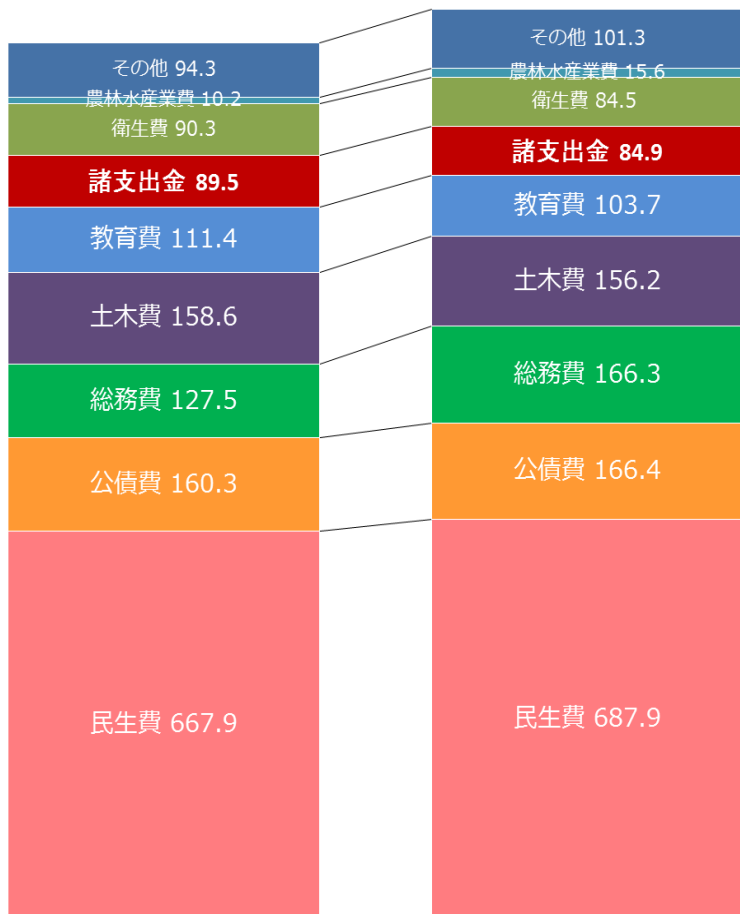 その他 94.3
農林水産業費 10.2
衛生費 90.3
諸支出金 89.5
教育費 111.4
土木費 158.6
総務費 127.5
公債費 160.3
民生費 667.9
その他 101.3
農林水産業費 15.6
衛生費 84.5
諸支出金 84.9
教育費 103.7
土木費 156.2
総務費 166.3
公債費 166.4
民生費 687.9